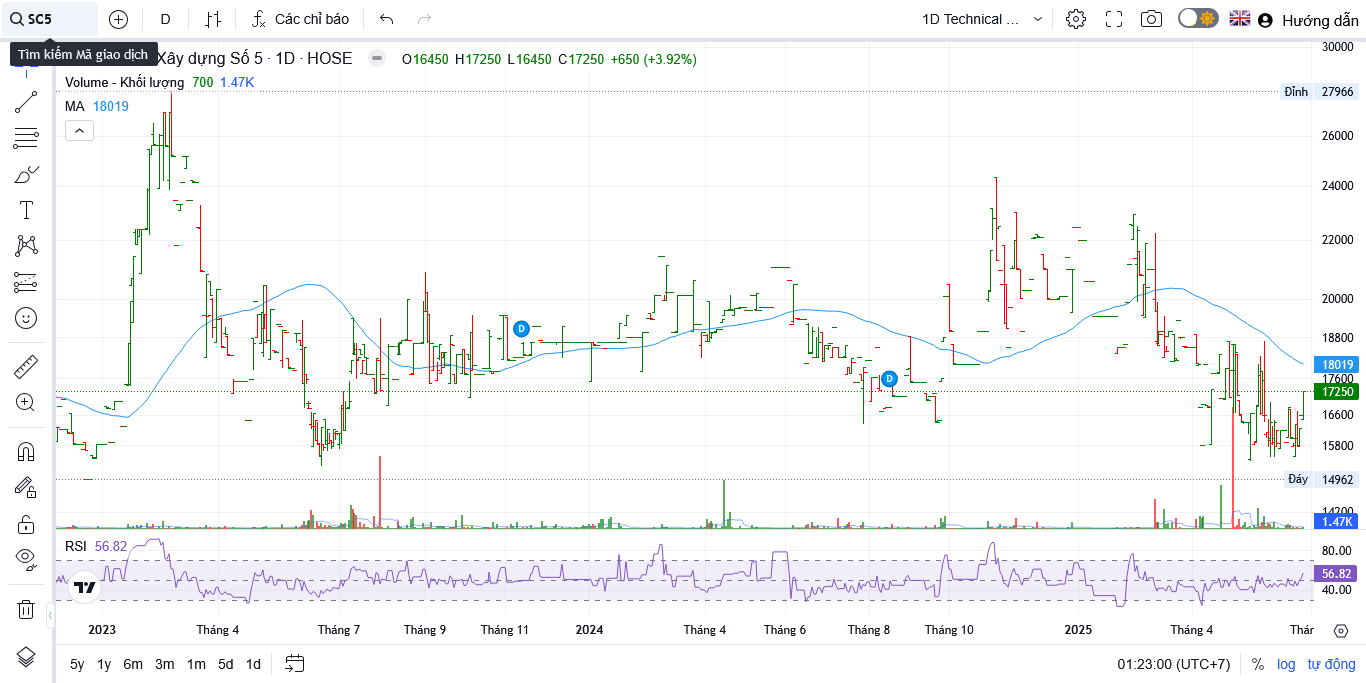 SC5
D
Các chỉ báo
1D Technical ...
Hướng dẫn
Tìm kiếm Mã giao dịch
Xây dựng Số 5 · 1D · HOSE
O16450 H17250 L16450 C17250 +650 (+3.92%)
Volume - Khối lượng 700 1.47K
MA 18019
30000
Đỉnh 27966
26000
24000
22000
20000
18800
18019
17600
17250
16600
15800
Đáy 14962
14200
1.47K
D
D
RSI 56.82
80.00
56.82
40.00
2023 Tháng 4 Tháng 7 Tháng 9 Tháng 11 2024 Tháng 4 Tháng 6 Tháng 8 Tháng 10 2025 Tháng 4 Thár
5y 1y 6m 3m 1m 5d 1d
01:23:00 (UTC+7) % log tự động